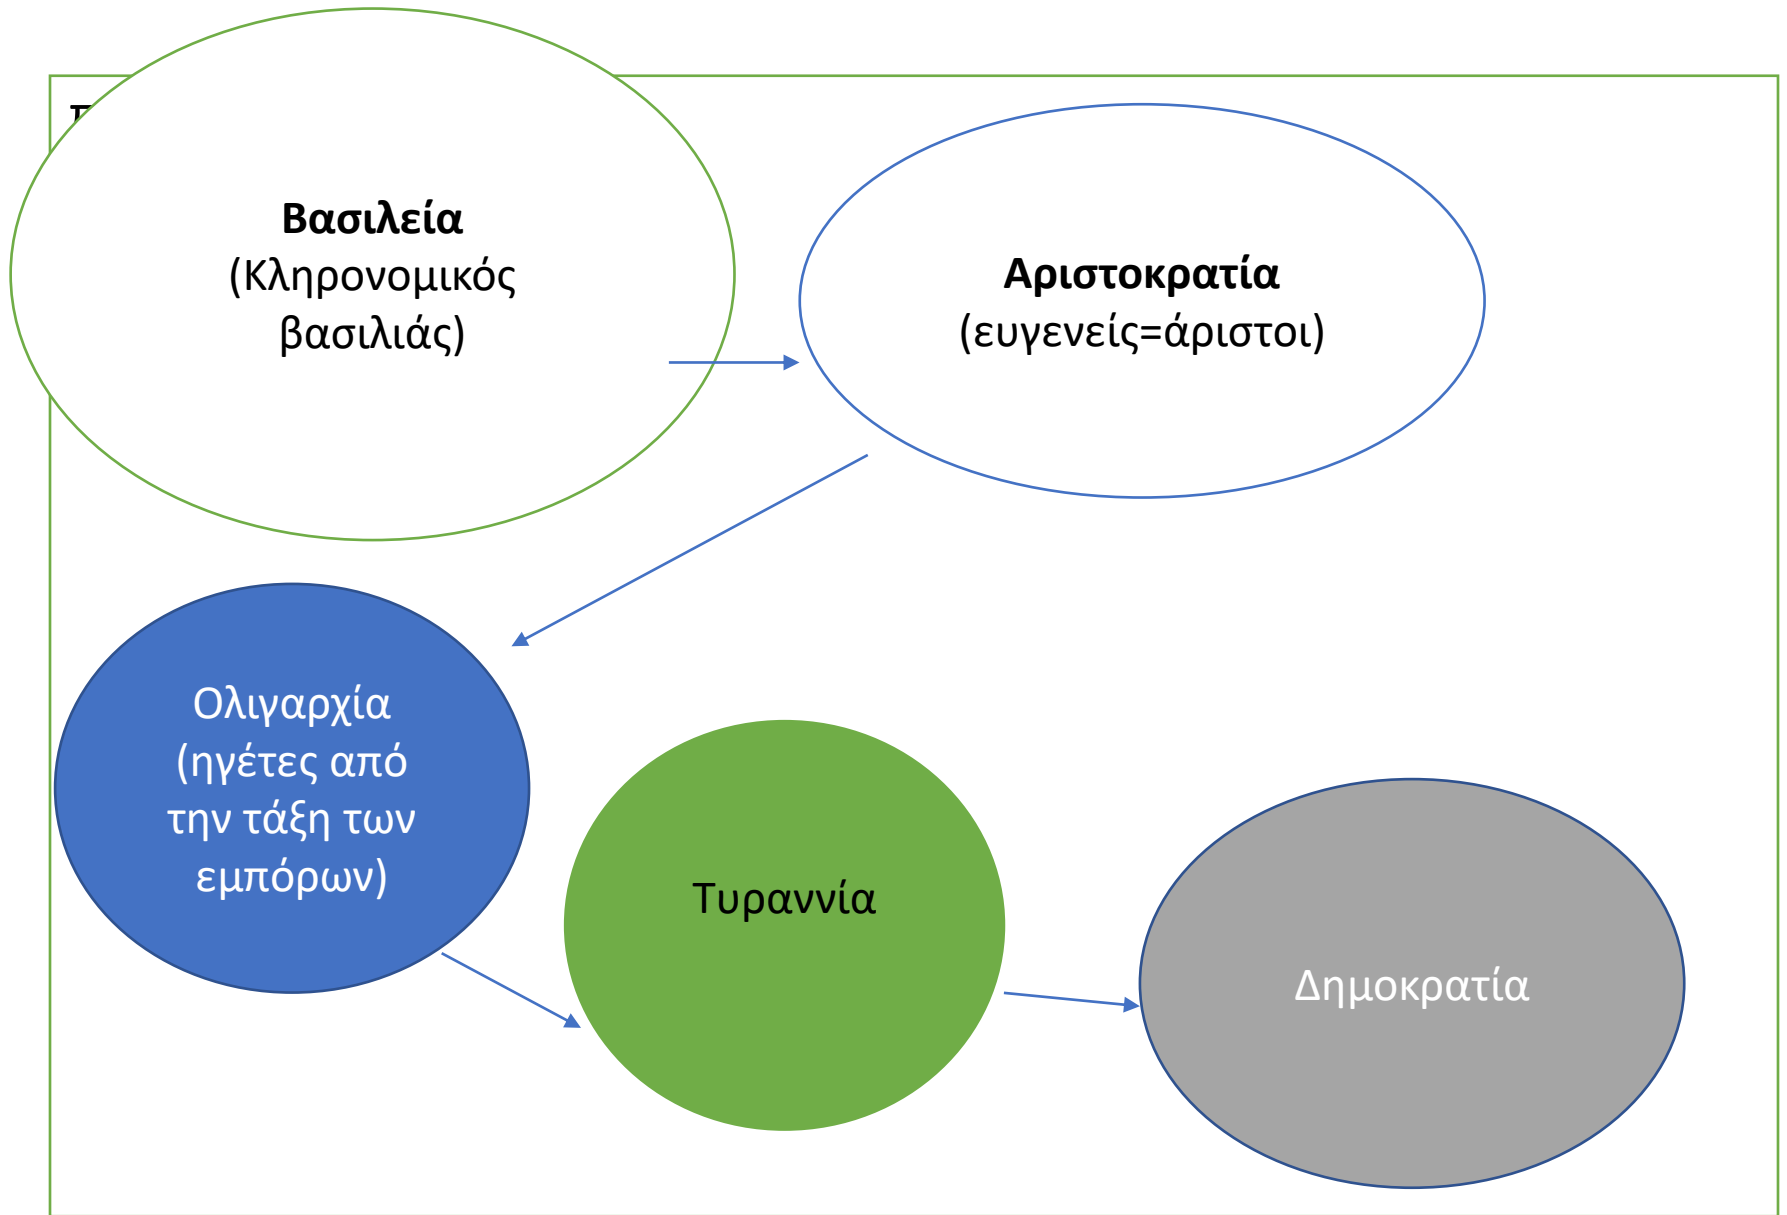 Βασιλεία
(Κληρονομικός
βασιλιάς)
Αριστοκρατία
(ευγενείς=άριστοι)
Ολιγαρχία
(ηγέτες από
την τάξη των
εμπόρων)
Τυραννία
Δημοκρατία